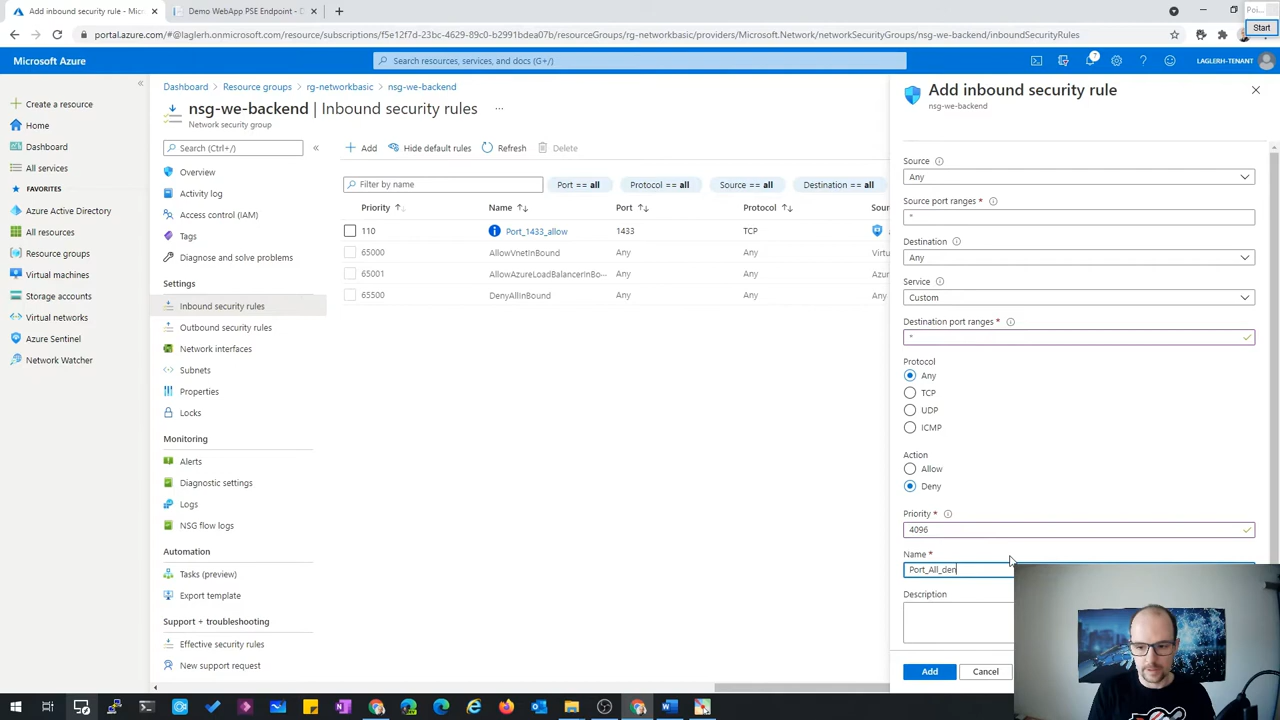 Add inbound security rule - Micr
Demo WebApp PSE Endpoint - Doc
Poi...
Start
portal.azure.com/#@laglerh.onmicrosoft.com/resource/subscriptions/f5e12f7d-23bc-4629-89c0-b2991bdea07b/resourceGroups/rg-networkbasic/providers/Microsoft.Network/networkSecurityGroups/nsg-we-backend/inboundSecurityRules
Microsoft Azure
Search resources, services, and docs (G+/)
7
LAGLERH-TENANT
Create a resource
Home
Dashboard
All services
FAVORITES
Azure Active Directory
All resources
Resource groups
Virtual machines
Storage accounts
Virtual networks
Azure Sentinel
Network Watcher
Dashboard > Resource groups > rg-networkbasic > nsg-we-backend
nsg-we-backend | Inbound security rules ...
Network security group
Search (Ctrl+/)
Overview
Activity log
Access control (IAM)
Tags
Diagnose and solve problems
Settings
Inbound security rules
Outbound security rules
Network interfaces
Subnets
Properties
Locks
Monitoring
Alerts
Diagnostic settings
Logs
NSG flow logs
Automation
Tasks (preview)
Export template
Support + troubleshooting
Effective security rules
New support request
Add Hide default rules Refresh Delete
Filter by name Port == all Protocol == all Source == all Destination == all
Priority Name Port Protocol Sou
110 Port_1433_allow 1433 TCP
65000 AllowVnetInBound Any Any Virtu
65001 AllowAzureLoadBalancerInBo... Any Any Azur
65500 DenyAllInBound Any Any Any
Add inbound security rule
nsg-we-backend
Source
Any
Source port ranges *
*
Destination
Any
Service
Custom
Destination port ranges *
*
Protocol
Any
TCP
UDP
ICMP
Action
Allow
Deny
Priority *
4096
Name *
Port_All_den
Description
Add Cancel